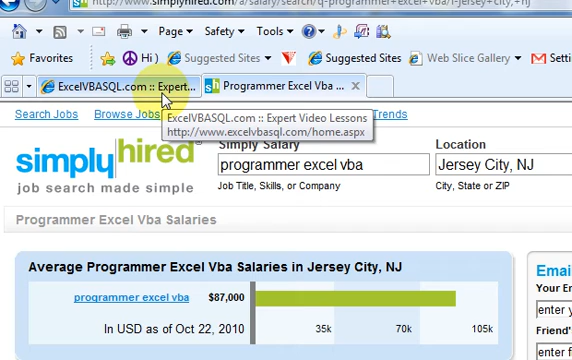 www.simplyhired.com/a/salary/search/q-programmer+excel+vba/l-jersey+city,+nj
Page Safety Tools
Favorites Hi ) Suggested Sites Web Slice Gallery Gmail
ExcelVBASQL.com :: Expert... Programmer Excel Vba ...
ExcelVBASQL.com :: Expert Video Lessons
http://www.excelvbasql.com/home.aspx
Search Jobs Browse Jobs Trends
simplyhired
job search made simple
Simply Salary Location
programmer excel vba Jersey City, NJ
Job Title, Skills, or Company City, State or ZIP
Programmer Excel Vba Salaries
Average Programmer Excel Vba Salaries in Jersey City, NJ
programmer excel vba $87,000
In USD as of Oct 22, 2010 35k 70k 105k
Email
Your E
enter y
Friend'
enter f